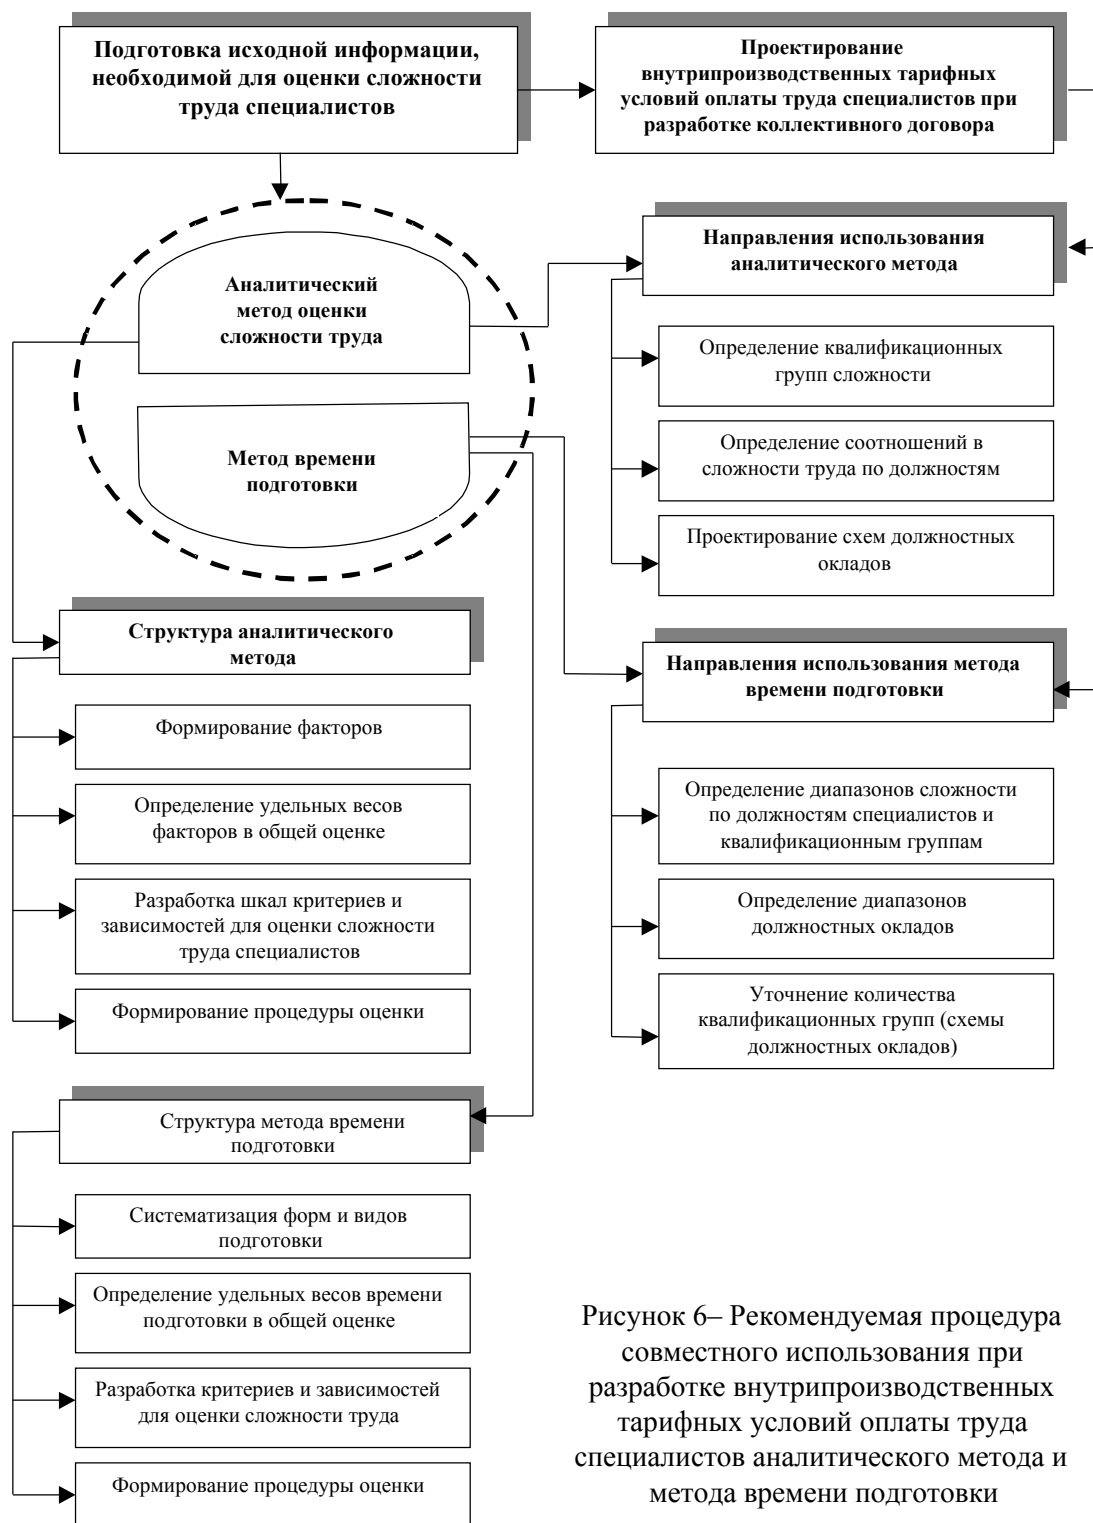 Подготовка исходной информации,
необходимой для оценки сложности
труда специалистов
Проектирование
внутрипроизводственных тарифных
условий оплаты труда специалистов при
разработке коллективного договора
Аналитический
метод оценки
сложности труда
Метод времени
подготовки
Направления использования
аналитического метода
Определение квалификационных
групп сложности
Определение соотношений в
сложности труда по должностям
Проектирование схем должностных
окладов
Структура аналитического
метода
Формирование факторов
Определение удельных весов
факторов в общей оценке
Разработка шкал критериев и
зависимостей для оценки сложности
труда специалистов
Формирование процедуры оценки
Направления использования метода
времени подготовки
Определение диапазонов сложности
по должностям специалистов и
квалификационным группам
Определение диапазонов
должностных окладов
Уточнение количества
квалификационных групп (схемы
должностных окладов)
Структура метода времени
подготовки
Систематизация форм и видов
подготовки
Определение удельных весов времени
подготовки в общей оценке
Разработка критериев и зависимостей
для оценки сложности труда
Формирование процедуры оценки
Рисунок 6– Рекомендуемая процедура
совместного использования при
разработке внутрипроизводственных
тарифных условий оплаты труда
специалистов аналитического метода и
метода времени подготовки